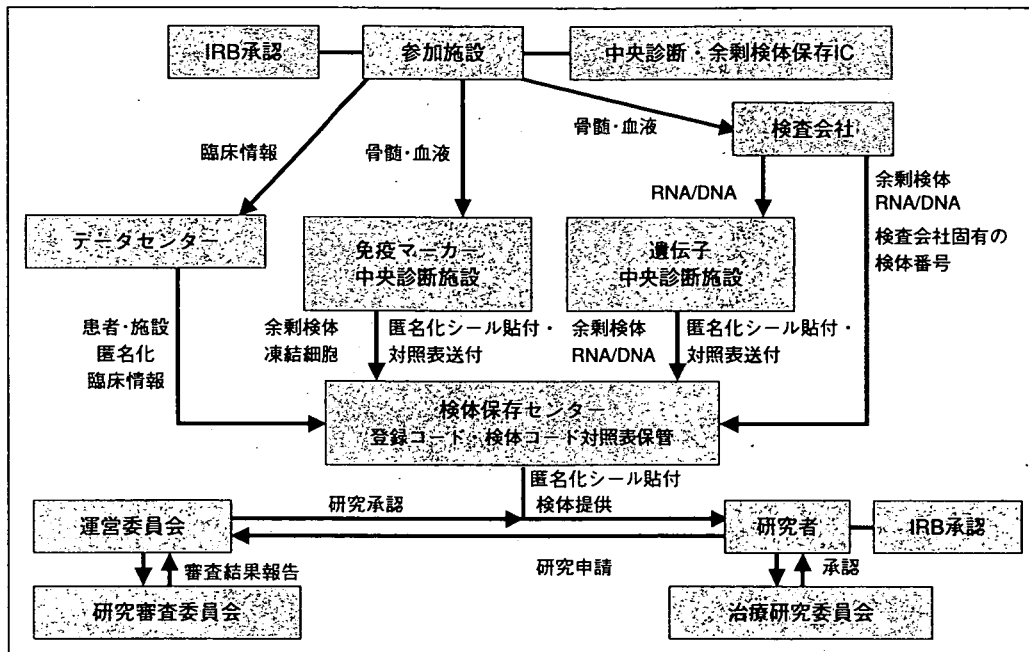 IRB承認
参加施設
中央診断・余剰検体保存IC
臨床情報
骨髄・血液
骨髄・血液
検査会社
RNA/DNA
余剰検体
RNA/DNA
検査会社固有の
検体番号
データセンター
免疫マーカー
中央診断施設
遺伝子
中央診断施設
患者・施設
匿名化
臨床情報
余剰検体
凍結細胞
匿名化シール貼付・
対照表送付
余剰検体
RNA/DNA
匿名化シール貼付・
対照表送付
検体保存センター
登録コード・検体コード対照表保管
匿名化シール貼付
検体提供
研究承認
運営委員会
研究者
IRB承認
研究申請
審査結果報告
承認
研究審査委員会
治療研究委員会